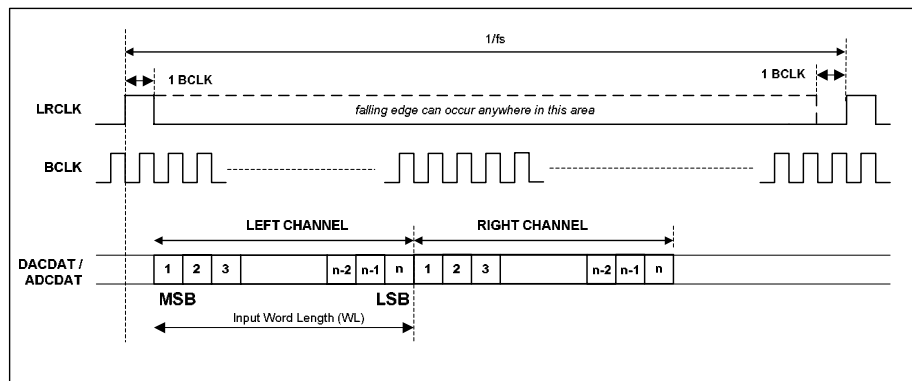 1/fs
1 BCLK
1 BCLK
LRCLK
falling edge can occur anywhere in this area
BCLK
LEFT CHANNEL
RIGHT CHANNEL
DACDAT /
ADCDAT
1 2 3 n-2 n-1 n 1 2 3 n-2 n-1 n
MSB LSB
Input Word Length (WL)